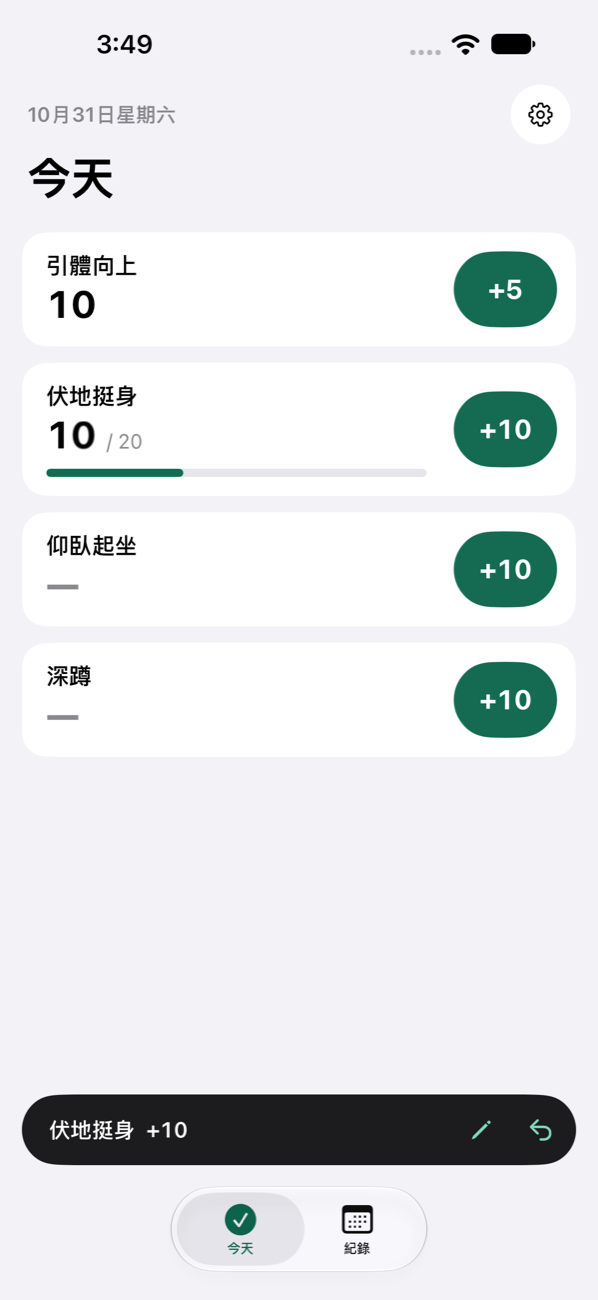 3:49
10月31日星期六
今天
引體向上
10
+5
伏地挺身
10 / 20
+10
仰臥起坐
—
+10
深蹲
—
+10
伏地挺身 +10
今天
紀錄